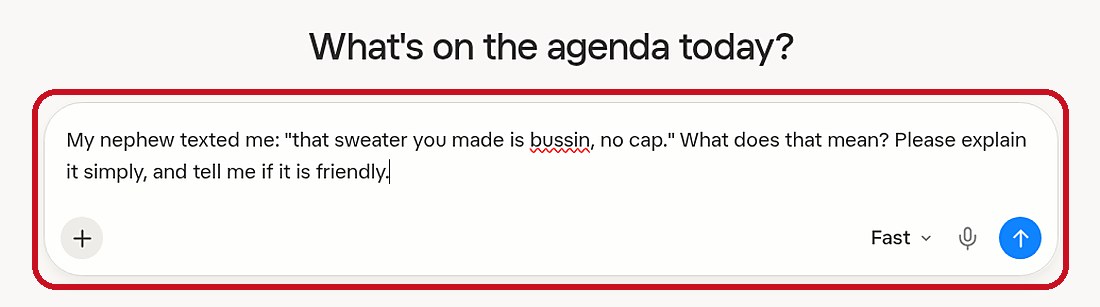 What's on the agenda today?
My nephew texted me: "that sweater you made is bussin, no cap." What does that mean? Please explain
it simply, and tell me if it is friendly.
Fast